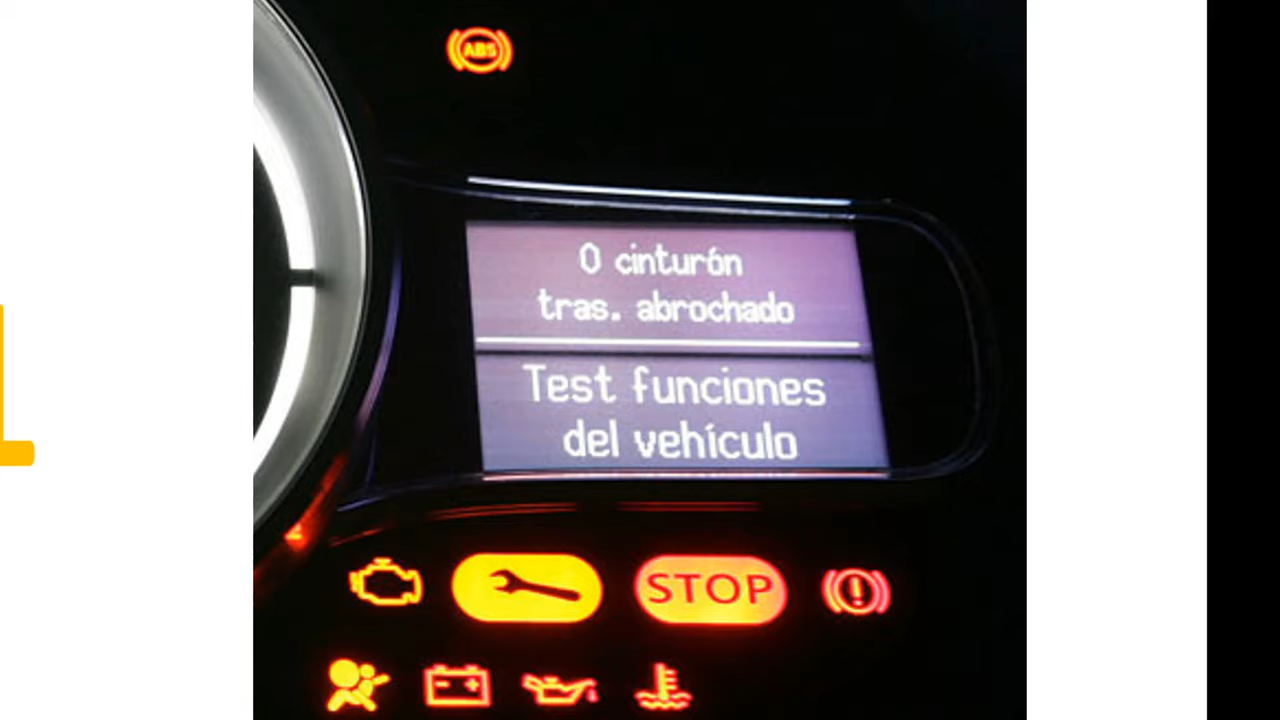 ABS
0 cinturón
tras. abrochado
Test funciones
del vehículo
STOP